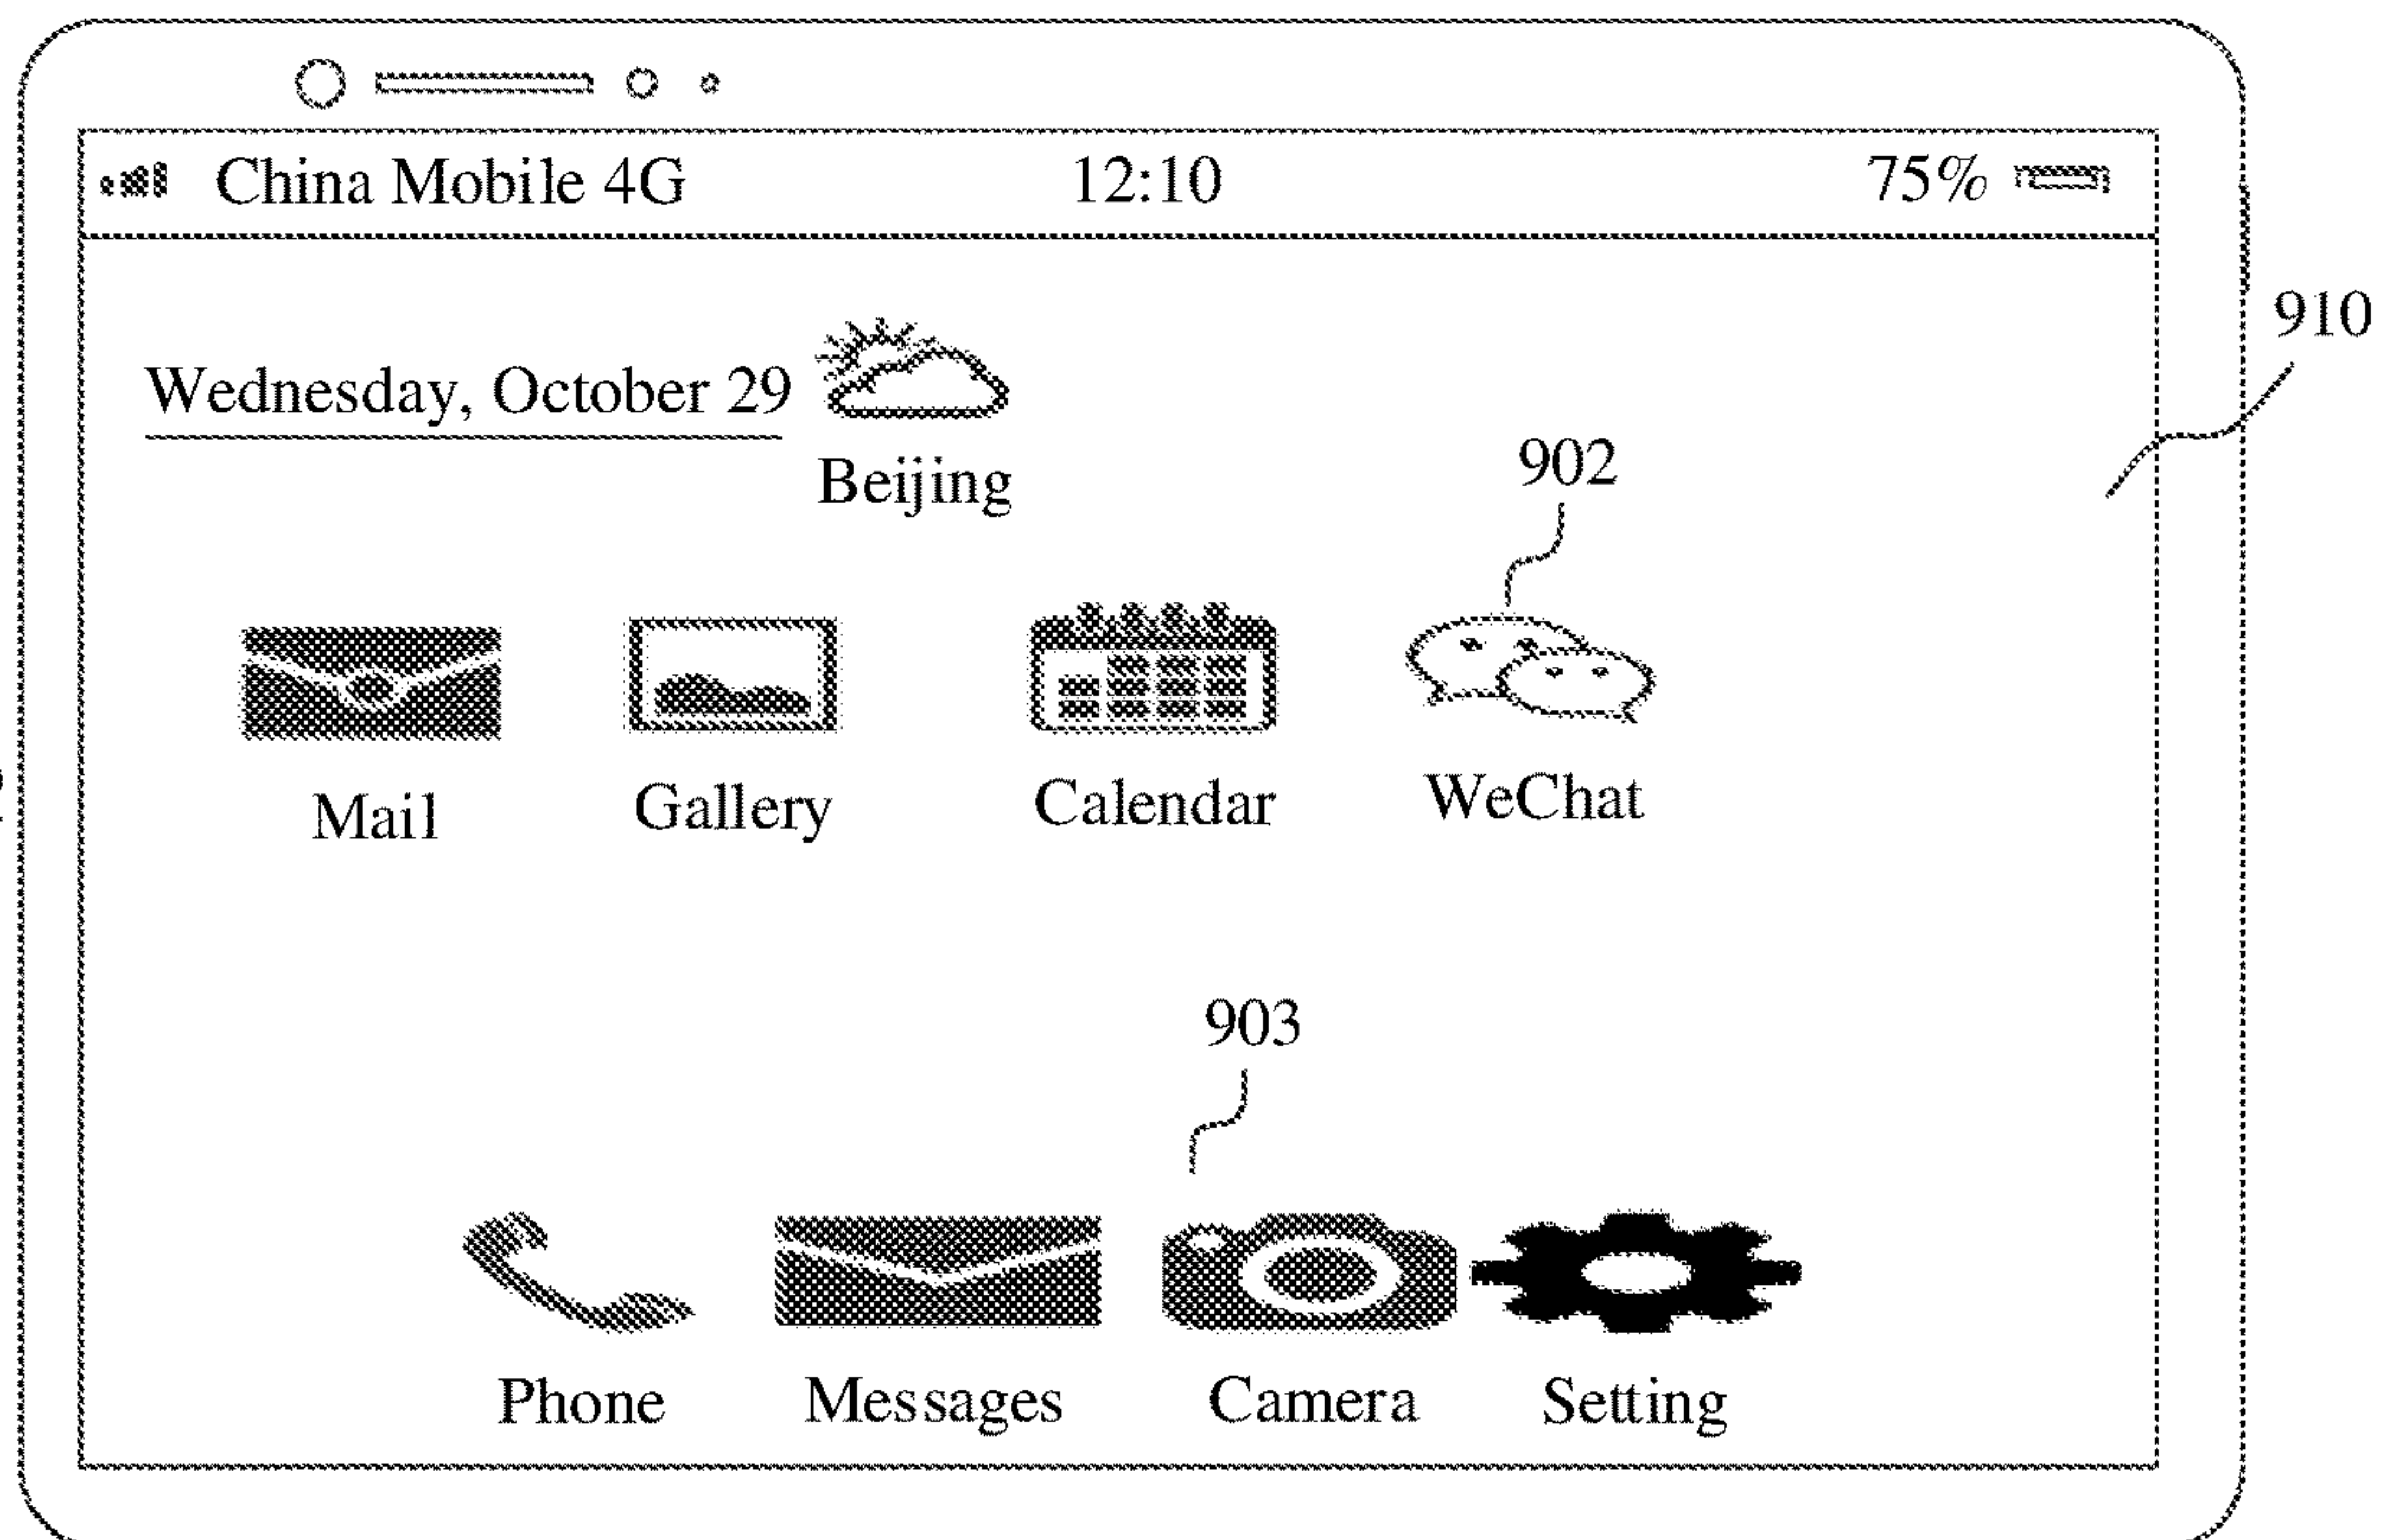 China Mobile 4G 12:10 75%
910
Wednesday, October 29
Beijing
902
Mail Gallery Calendar WeChat
903
Phone Messages Camera Setting